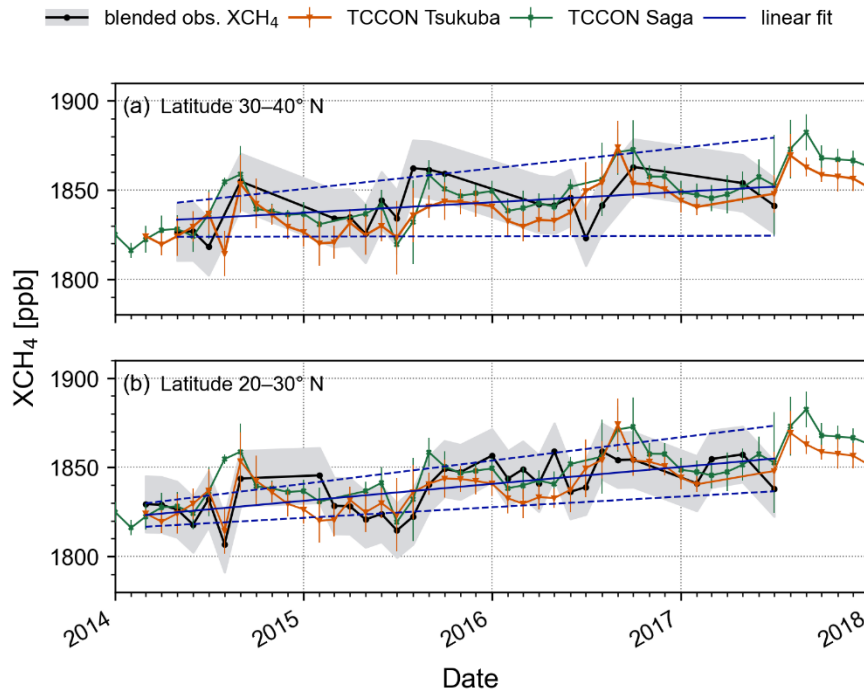 blended obs. XCH₄ TCCON Tsukuba TCCON Saga linear fit
(a) Latitude 30–40° N
1900
1850
1800
XCH₄ [ppb]
(b) Latitude 20–30° N
1900
1850
1800
2014 2015 2016 2017 2018
Date